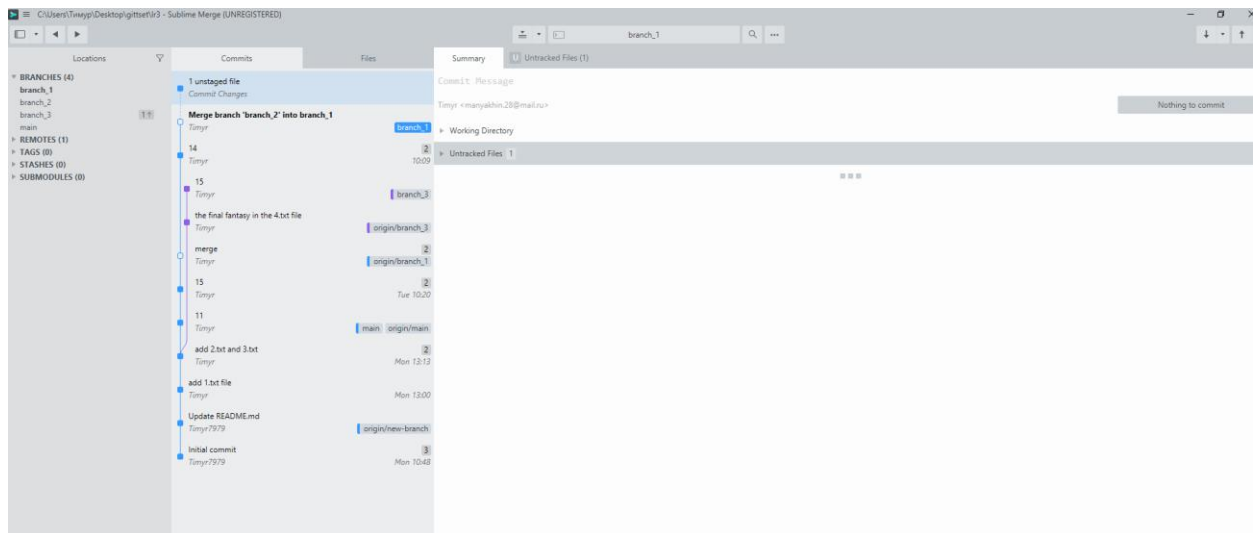 C:\Users\Тимур\Desktop\gittset\lr3 - Sublime Merge (UNREGISTERED)
branch_1
Locations
Commits
Files
Summary
Untracked Files (1)
BRANCHES (4)
branch_1
branch_2
branch_3 1↑
main
REMOTES (1)
TAGS (0)
STASHES (0)
SUBMODULES (0)
1 unstaged file
Commit Changes
Merge branch 'branch_2' into branch_1
Timyr branch_1
14 2
Timyr 10:09
15
Timyr branch_3
the final fantasy in the 4.txt file
Timyr origin/branch_3
merge 2
Timyr origin/branch_1
15 2
Timyr Tue 10:20
11
Timyr main origin/main
add 2.txt and 3.txt 2
Timyr Mon 13:13
add 1.txt file
Timyr Mon 13:00
Update README.md
Timyr7979 origin/new-branch
Initial commit 3
Timyr7979 Mon 10:48
Commit Message
Timyr <manyakhin.28@mail.ru>
Nothing to commit
Working Directory
Untracked Files 1